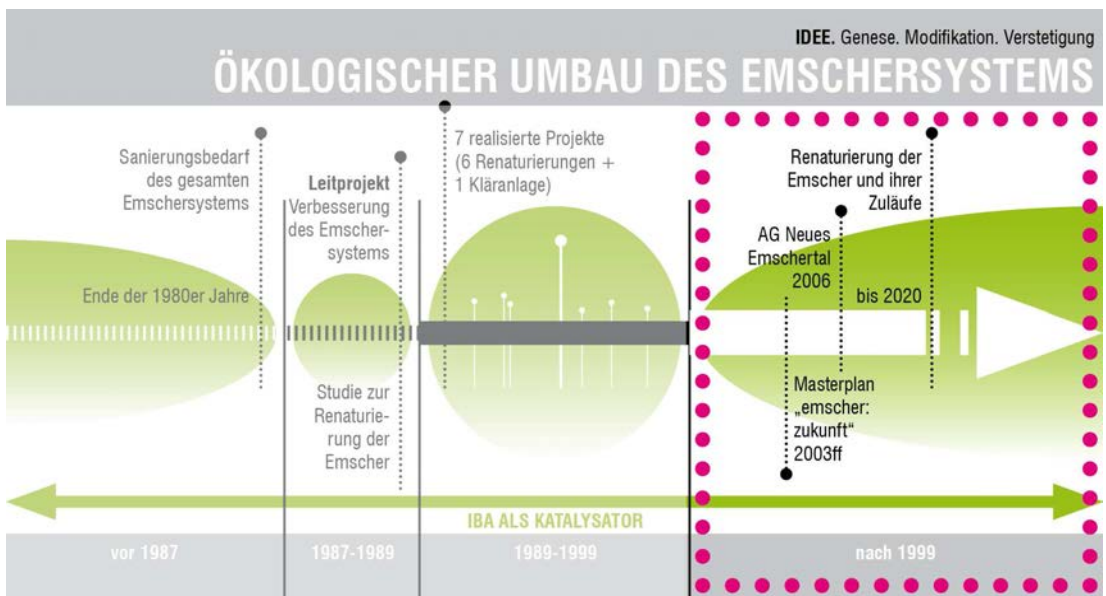 IDEE. Genese. Modifikation. Verstetigung
ÖKOLOGISCHER UMBAU DES EMSCHERSYSTEMS
Sanierungsbedarf
des gesamten
Emschersystems
Ende der 1980er Jahre
Leitprojekt
Verbesserung
des Emscher-
systems
Studie zur
Renaturie-
rung der
Emscher
7 realisierte Projekte
(6 Renaturierungen +
1 Kläranlage)
Renaturierung der
Emscher und ihrer
Zuläufe
AG Neues
Emschertal
2006
bis 2020
Masterplan
„emscher:
zukunft“
2003ff
IBA ALS KATALYSATOR
vor 1987
1987-1989
1989-1999
nach 1999